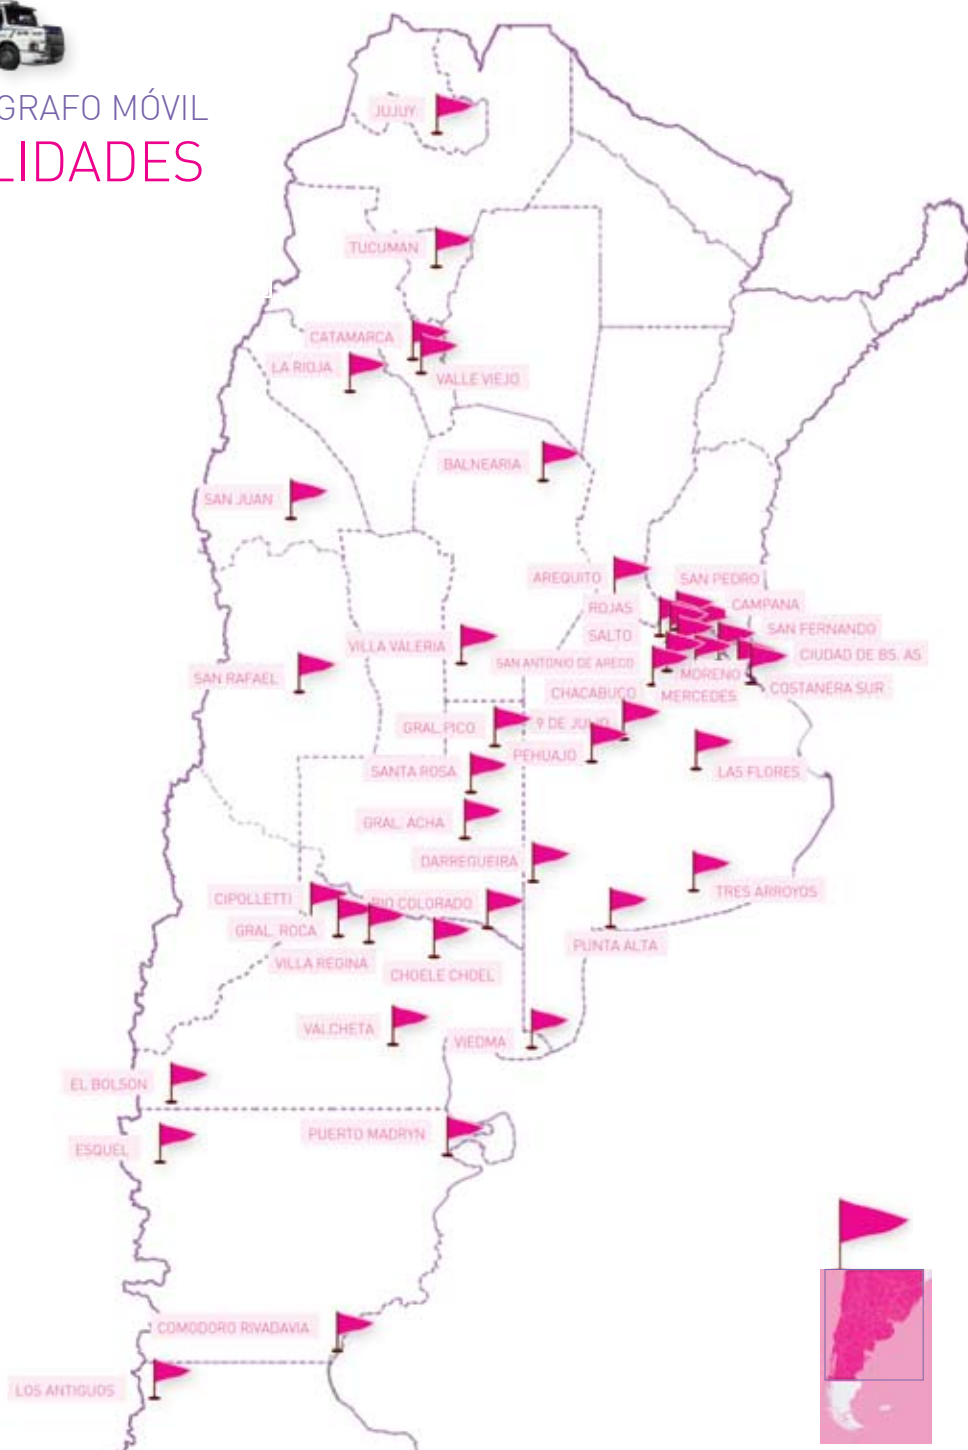 GRAFO MÓVIL
LIDADES
JUJUY
TUCUMAN
CATAMARCA
LA RIOJA
VALLE VIEJO
BALNEARIA
SAN JUAN
AREQUITO
SAN PEDRO
ROJAS
CAMPANA
SALTO
SAN FERNANDO
VILLA VALERIA
SAN ANTONIO DE ARECO
CIUDAD DE BS. AS
SAN RAFAEL
MORENO
COSTANERA SUR
CHACABUCO
MERCEDES
GRAL.PICO
9 DE JULIO
PEHUAJO
SANTA ROSA
LAS FLORES
GRAL. ACHA
DARREGUEIRA
TRES ARROYOS
CIPOLLETTI
RIO COLORADO
GRAL. ROCA
PUNTA ALTA
VILLA REGINA
CHOELE CHOEL
VALCHETA
VIEDMA
EL BOLSON
PUERTO MADRYN
ESQUEL
COMODORO RIVADAVIA
LOS ANTIGUOS